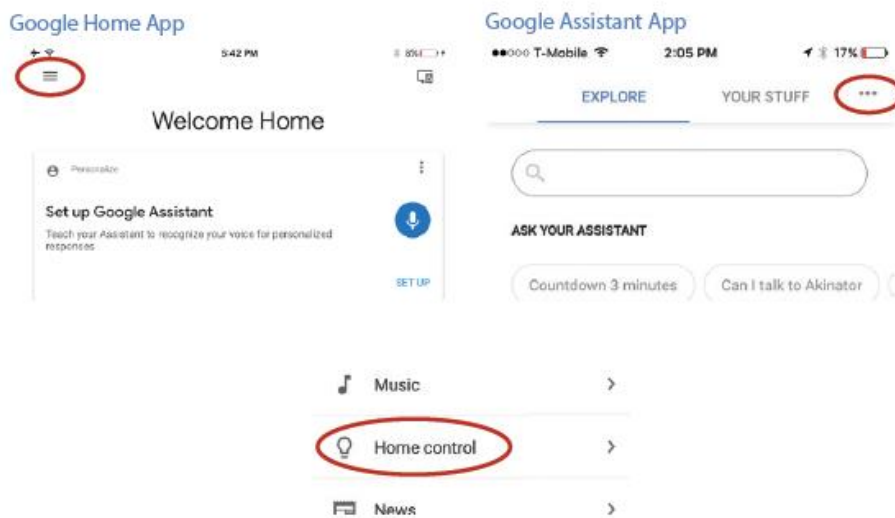 Google Home App
5:42 PM
8%
Welcome Home
Personalize
Set up Google Assistant
Teach your Assistant to recognize your voice for personalized
responses
SET UP
Google Assistant App
T-Mobile 2:05 PM 17%
EXPLORE YOUR STUFF
ASK YOUR ASSISTANT
Countdown 3 minutes Can I talk to Akinator
Music
Home control
News